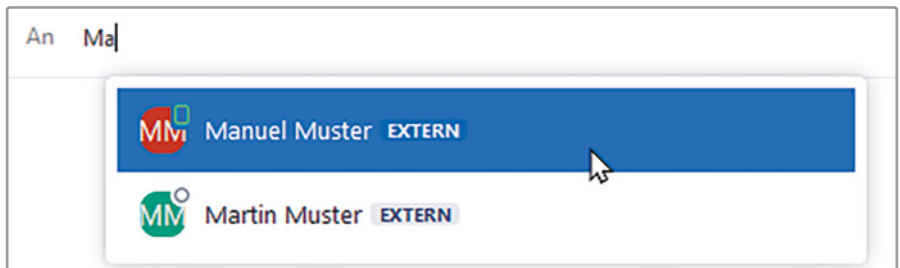 An Ma
MM Manuel Muster EXTERN
MM Martin Muster EXTERN